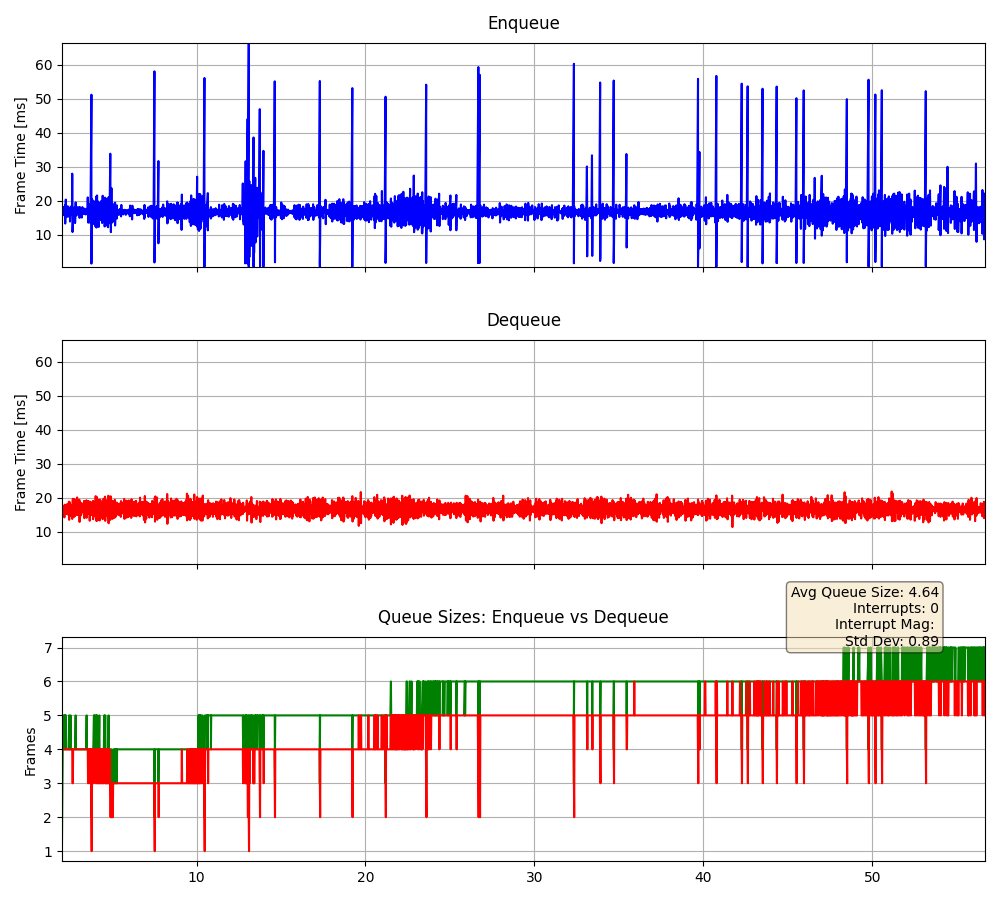 Enqueue
Frame Time [ms]
60
50
40
30
20
10
Dequeue
Frame Time [ms]
60
50
40
30
20
10
Avg Queue Size: 4.64
Interrupts: 0
Interrupt Mag:
Std Dev: 0.89
Queue Sizes: Enqueue vs Dequeue
Frames
7
6
5
4
3
2
1
10 20 30 40 50